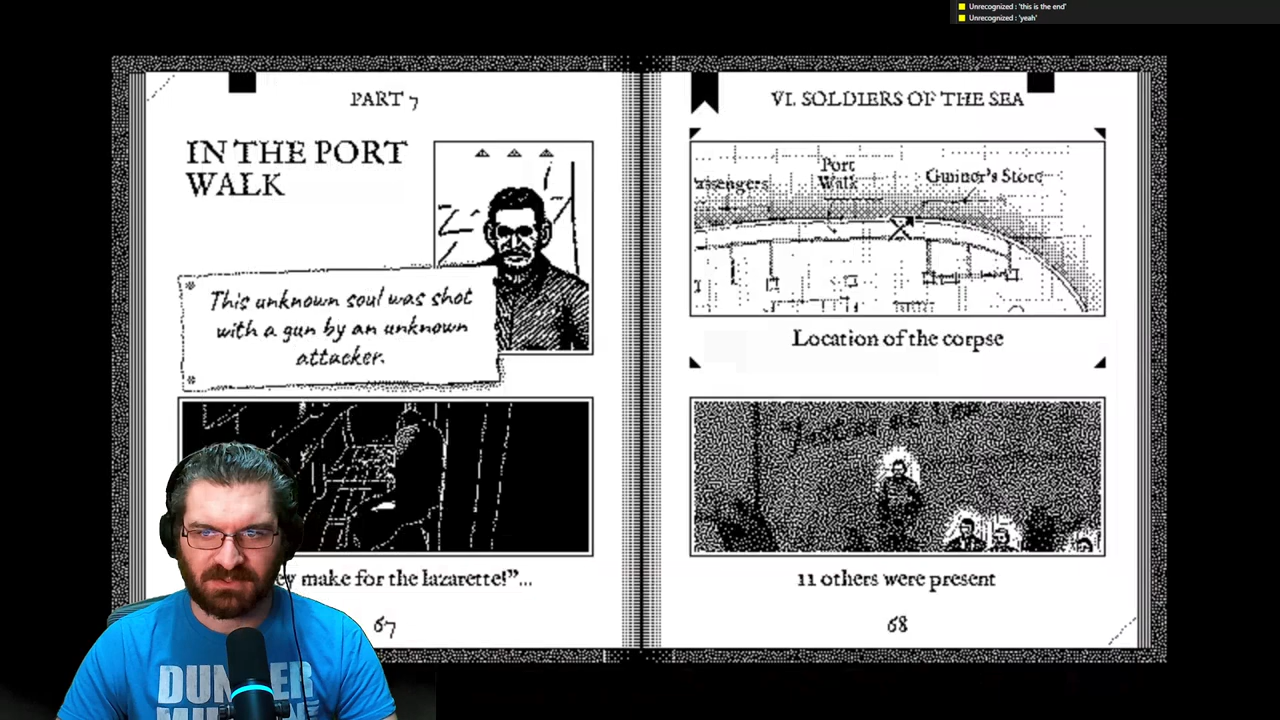 Unrecognized : 'this is the end'
Unrecognized : 'yeah'
PART 7
IN THE PORT
WALK
This unknown soul was shot
with a gun by an unknown
attacker.
make for the lazarette!"...
67
VI. SOLDIERS OF THE SEA
Port
Walk
Gunner's Store
Location of the corpse
11 others were present
68